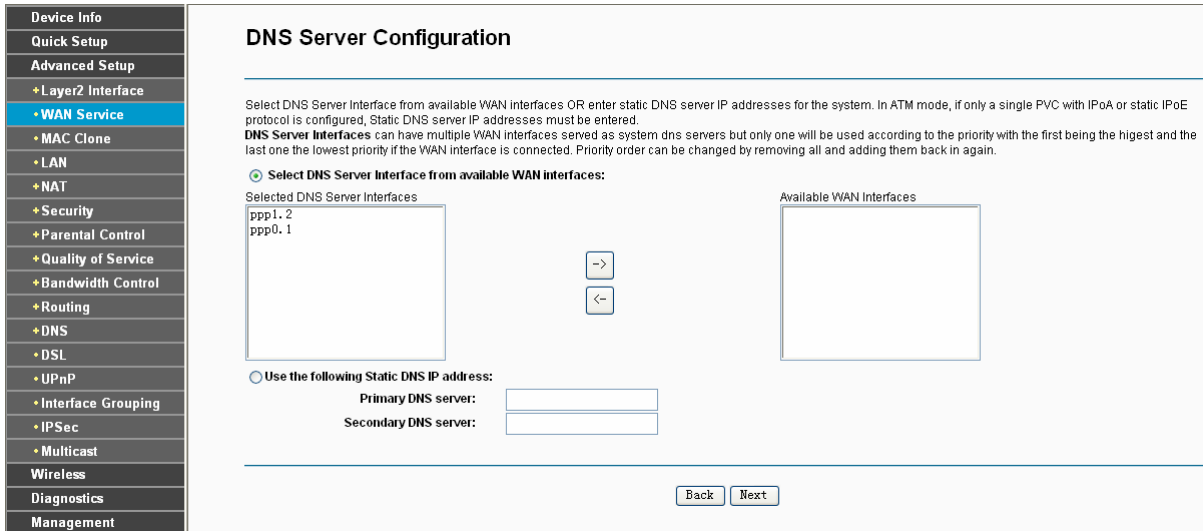 Device Info
Quick Setup
Advanced Setup
+Layer2 Interface
•WAN Service
•MAC Clone
•LAN
+NAT
+Security
+Parental Control
+Quality of Service
+Bandwidth Control
+Routing
+DNS
•DSL
•UPnP
•Interface Grouping
•IPSec
•Multicast
Wireless
Diagnostics
Management
DNS Server Configuration
Select DNS Server Interface from available WAN interfaces OR enter static DNS server IP addresses for the system. In ATM mode, if only a single PVC with IPoA or static IPoE
protocol is configured, Static DNS server IP addresses must be entered.
DNS Server Interfaces can have multiple WAN interfaces served as system dns servers but only one will be used according to the priority with the first being the higest and the
last one the lowest priority if the WAN interface is connected. Priority order can be changed by removing all and adding them back in again.
Select DNS Server Interface from available WAN interfaces:
Selected DNS Server Interfaces
ppp1.2
ppp0.1
->
<-
Available WAN Interfaces
Use the following Static DNS IP address:
Primary DNS server:
Secondary DNS server:
Back Next